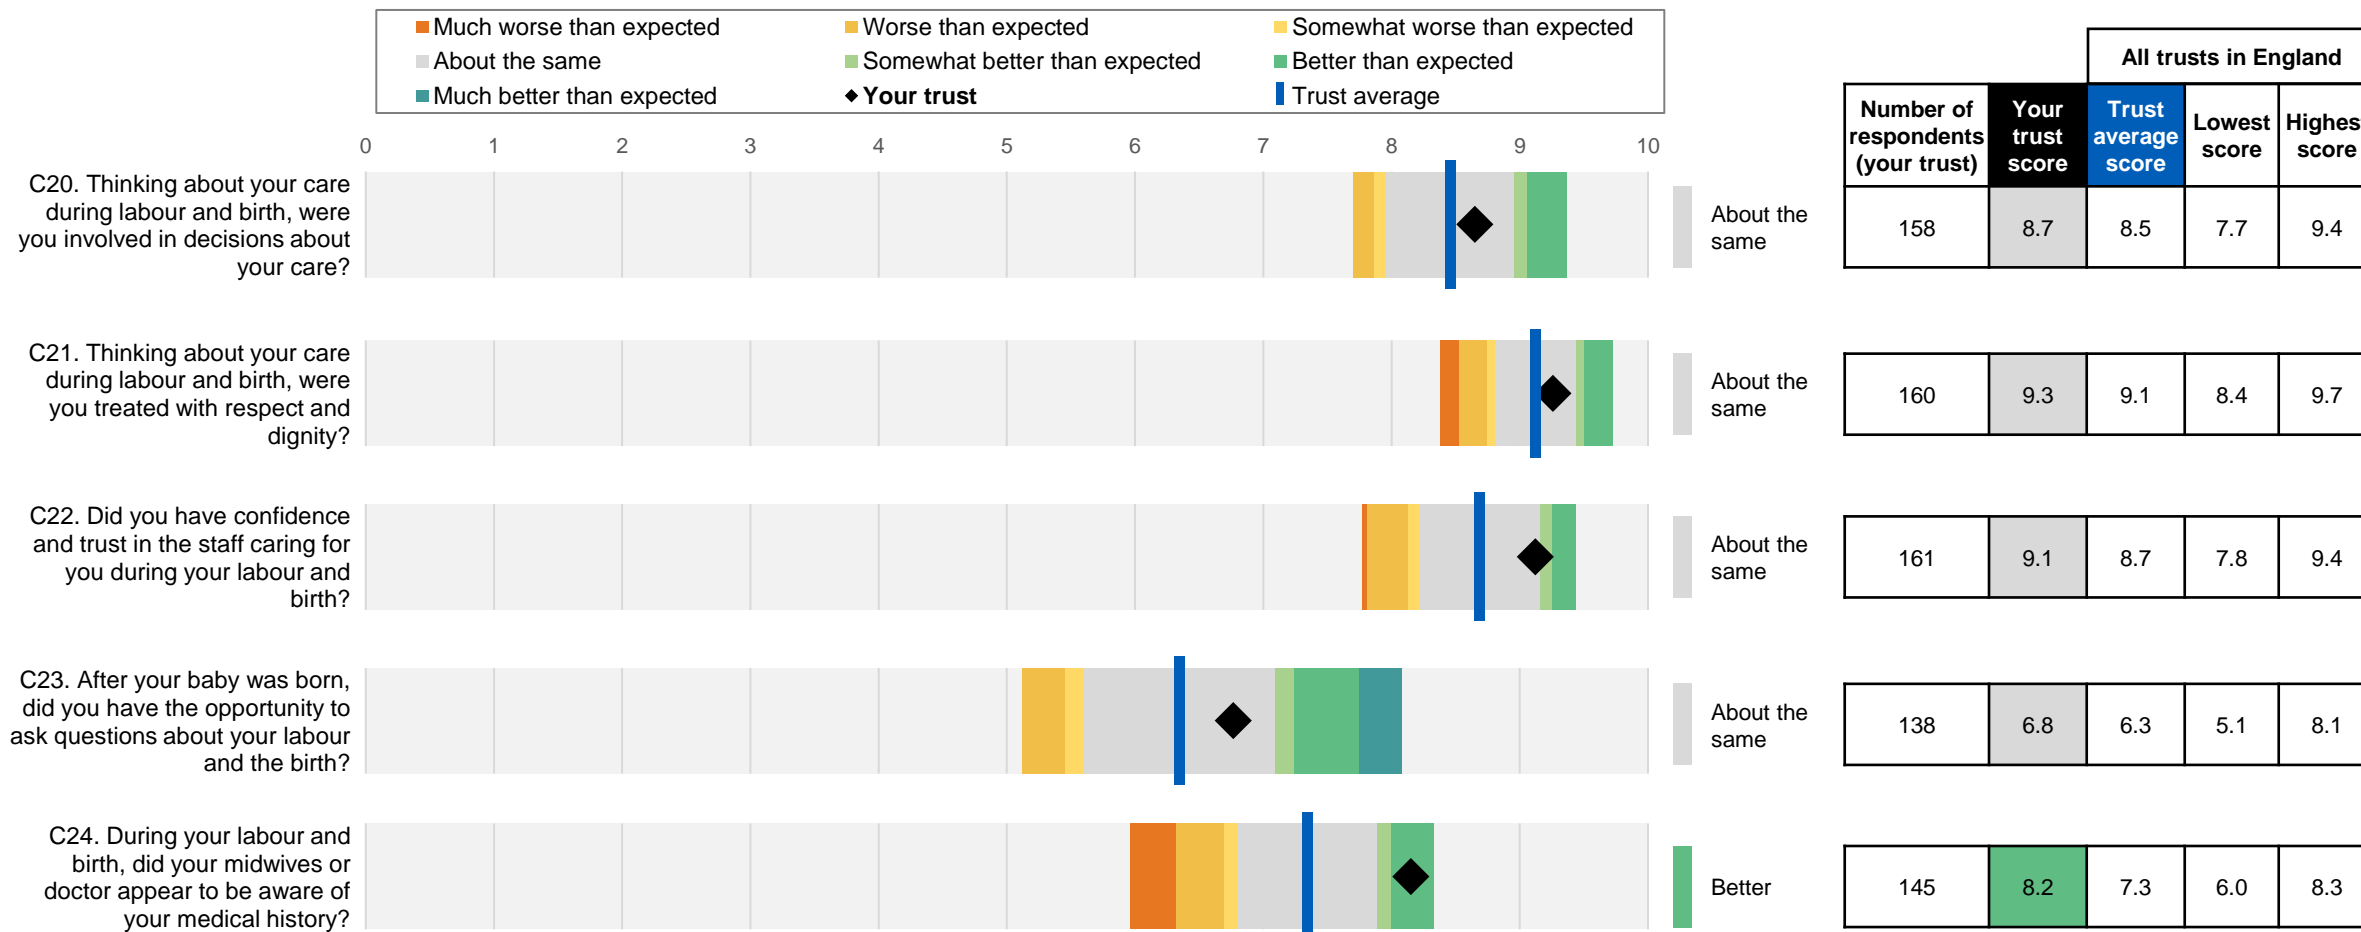 Much worse than expected
Worse than expected
Somewhat worse than expected
About the same
Somewhat better than expected
Better than expected
Much better than expected
Your trust
Trust average
All trusts in England
Number of
respondents
(your trust)
Your
trust
score
Trust
average
score
Lowest
score
Highes
score
0 1 2 3 4 5 6 7 8 9 10
C20. Thinking about your care
during labour and birth, were
you involved in decisions about
your care?
About the
same
158 8.7 8.5 7.7 9.4
C21. Thinking about your care
during labour and birth, were
you treated with respect and
dignity?
About the
same
160 9.3 9.1 8.4 9.7
C22. Did you have confidence
and trust in the staff caring for
you during your labour and
birth?
About the
same
161 9.1 8.7 7.8 9.4
C23. After your baby was born,
did you have the opportunity to
ask questions about your labour
and the birth?
About the
same
138 6.8 6.3 5.1 8.1
C24. During your labour and
birth, did your midwives or
doctor appear to be aware of
your medical history?
Better
145 8.2 7.3 6.0 8.3